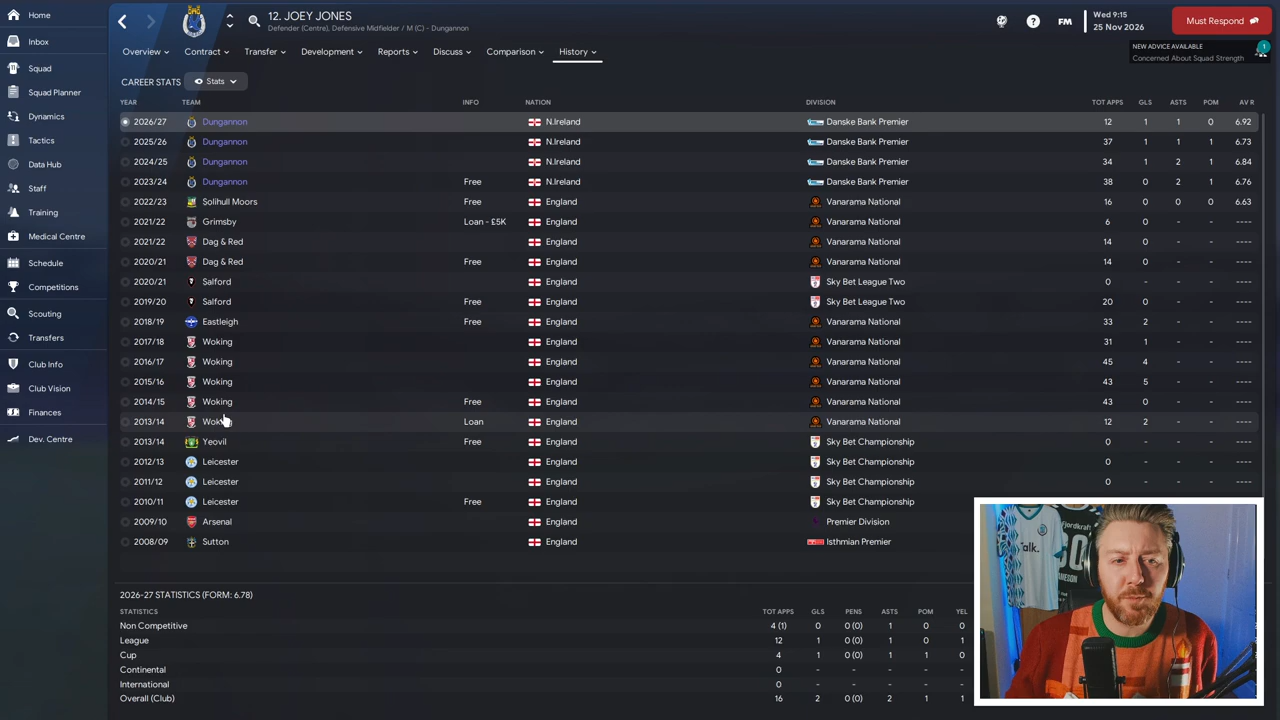 Home
Inbox
Squad
Squad Planner
Dynamics
Tactics
Data Hub
Staff
Training
Medical Centre
Schedule
Competitions
Scouting
Transfers
Club Info
Club Vision
Finances
Dev. Centre
12. JOEY JONES
Defender (Centre), Defensive Midfielder / M (C) - Dungannon
FM
Wed 9:15
25 Nov 2026
Must Respond
NEW ADVICE AVAILABLE
Concerned About Squad Strength
1
Overview Contract Transfer Development Reports Discuss Comparison History
CAREER STATS Stats
YEAR TEAM INFO NATION DIVISION TOT APPS GLS ASTS POM AV R
2026/27 Dungannon N.Ireland Danske Bank Premier 12 1 1 0 6.92
2025/26 Dungannon N.Ireland Danske Bank Premier 37 1 1 1 6.73
2024/25 Dungannon N.Ireland Danske Bank Premier 34 1 2 1 6.84
2023/24 Dungannon Free N.Ireland Danske Bank Premier 38 0 2 1 6.76
2022/23 Solihull Moors Free England Vanarama National 16 0 0 0 6.63
2021/22 Grimsby Loan - £5K England Vanarama National 6 0 - - ----
2021/22 Dag & Red England Vanarama National 14 0 - - ----
2020/21 Dag & Red Free England Vanarama National 14 0 - - ----
2020/21 Salford England Sky Bet League Two 0 - - - ----
2019/20 Salford Free England Sky Bet League Two 20 0 - - ----
2018/19 Eastleigh Free England Vanarama National 33 2 - - ----
2017/18 Woking England Vanarama National 31 1 - - ----
2016/17 Woking England Vanarama National 45 4 - - ----
2015/16 Woking England Vanarama National 43 5 - - ----
2014/15 Woking Free England Vanarama National 43 0 - - ----
2013/14 Woking Loan England Vanarama National 12 2 - - ----
2013/14 Yeovil Free England Sky Bet Championship 0 - - - ----
2012/13 Leicester England Sky Bet Championship 0 - - - ----
2011/12 Leicester England Sky Bet Championship 0 - - - ----
2010/11 Leicester Free England Sky Bet Championship 0 - - - ----
2009/10 Arsenal England Premier Division
2008/09 Sutton England Isthmian Premier
2026-27 STATISTICS (FORM: 6.78)
STATISTICS TOT APPS GLS PENS ASTS POM YEL
Non Competitive 4 (1) 0 0 (0) 1 0 0
League 12 1 0 (0) 1 0 1
Cup 4 1 0 (0) 1 1 0
Continental 0 - - - - -
International 0 - - - - -
Overall (Club) 16 2 0 (0) 2 1 1
Talk.
fjordkraft